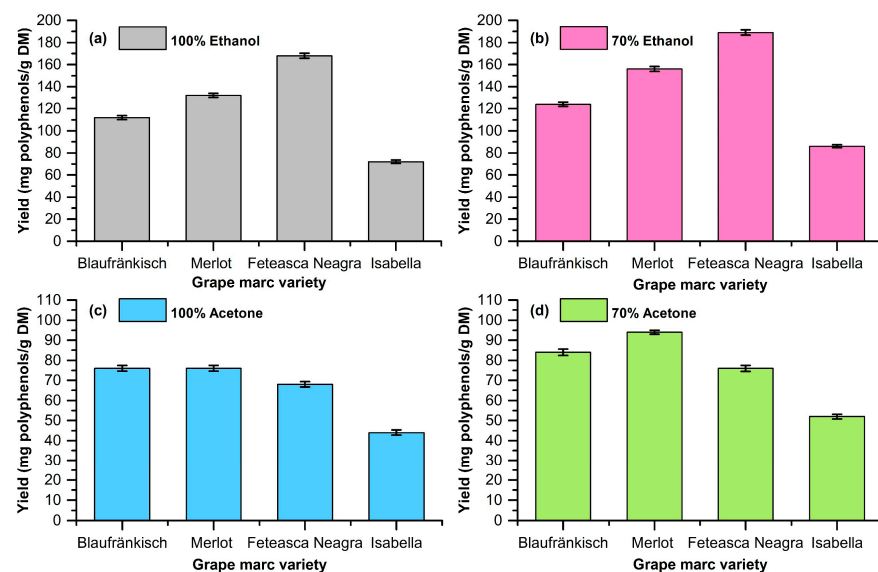 (a) 100% Ethanol
Yield (mg polyphenols/g DM)
200
180
160
140
120
100
80
60
40
20
0
Blaufränkisch Merlot Feteasca Neagra Isabella
Grape marc variety
(b) 70% Ethanol
Yield (mg polyphenols/g DM)
200
180
160
140
120
100
80
60
40
20
0
Blaufränkisch Merlot Feteasca Neagra Isabella
Grape marc variety
(c) 100% Acetone
Yield (mg polyphenols/g DM)
110
100
90
80
70
60
50
40
30
20
10
0
Blaufränkisch Merlot Feteasca Neagra Isabella
Grape marc variety
(d) 70% Acetone
Yield (mg polyphenols/g DM)
110
100
90
80
70
60
50
40
30
20
10
0
Blaufränkisch Merlot Feteasca Neagra Isabella
Grape marc variety